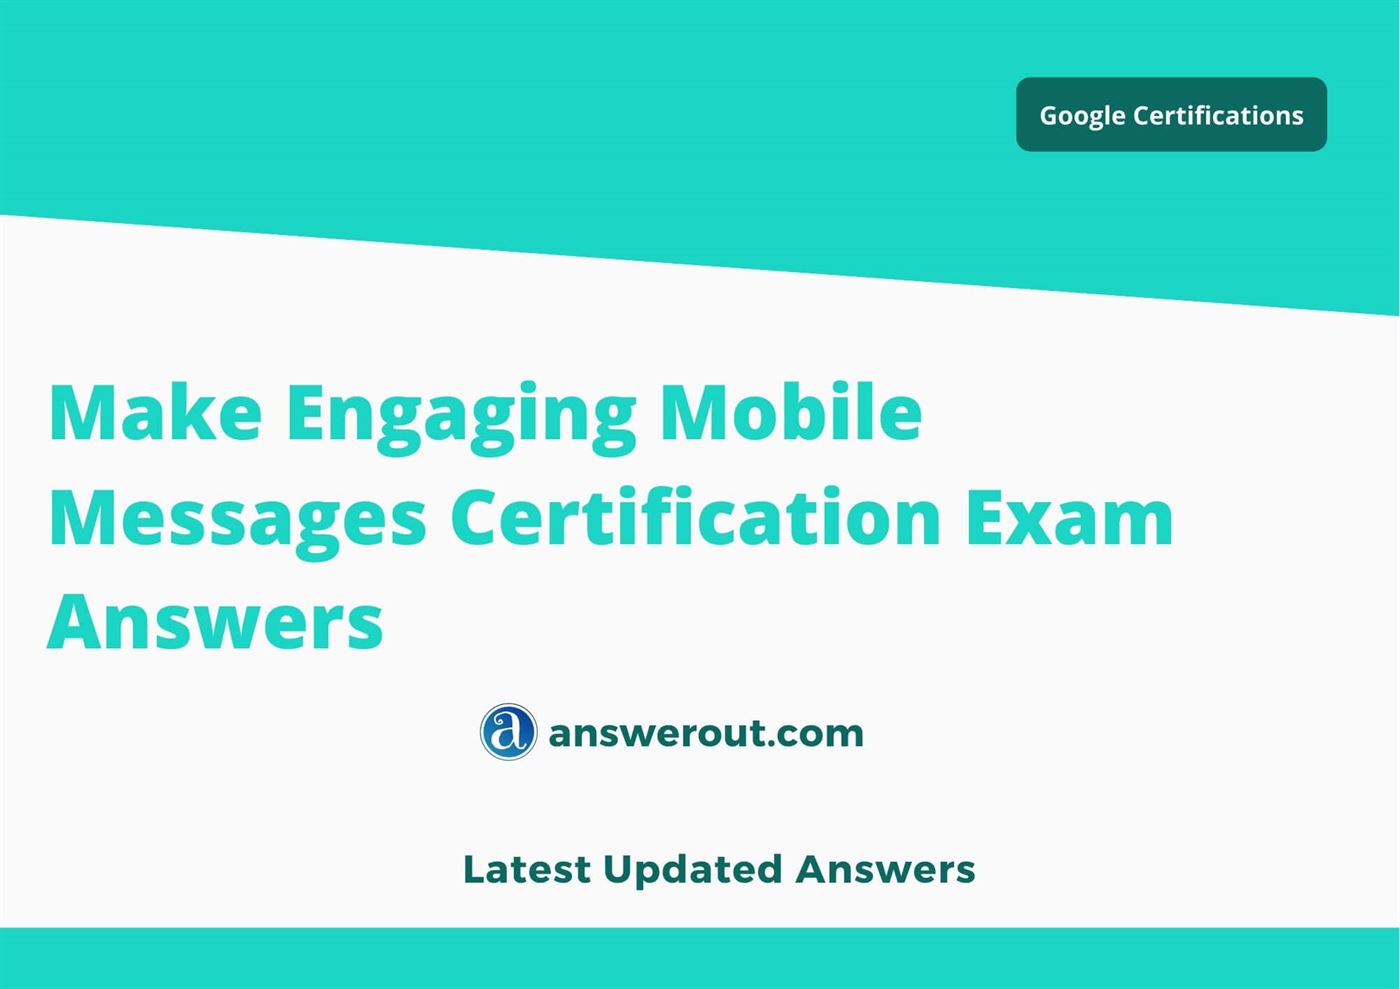 Google Certifications
Make Engaging Mobile
Messages Certification Exam
Answers
a answerout.com
Latest Updated Answers